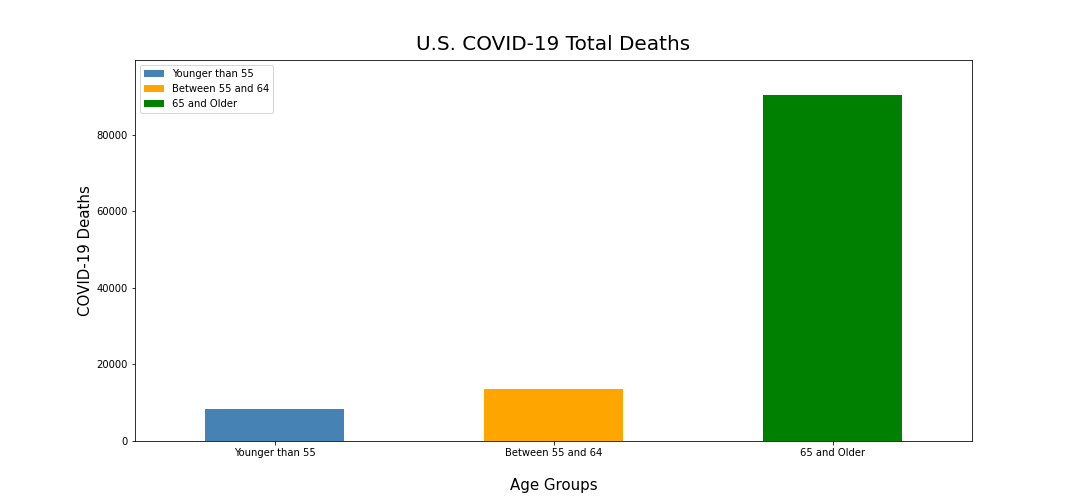 U.S. COVID-19 Total Deaths
Younger than 55
Between 55 and 64
65 and Older
COVID-19 Deaths
80000
60000
40000
20000
0
Younger than 55
Between 55 and 64
65 and Older
Age Groups